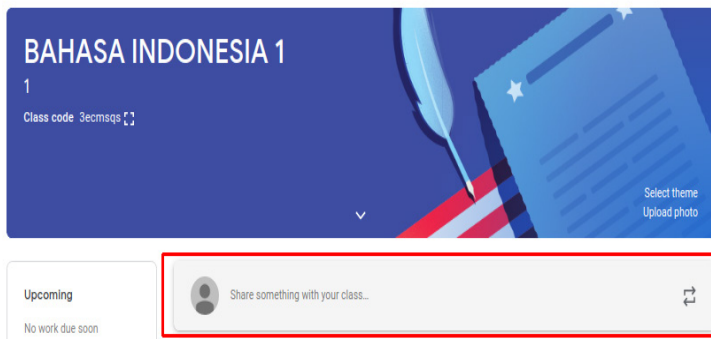 BAHASA INDONESIA 1
1
Class code 3ecmsqs
Select theme
Upload photo
Upcoming
No work due soon
Share something with your class...